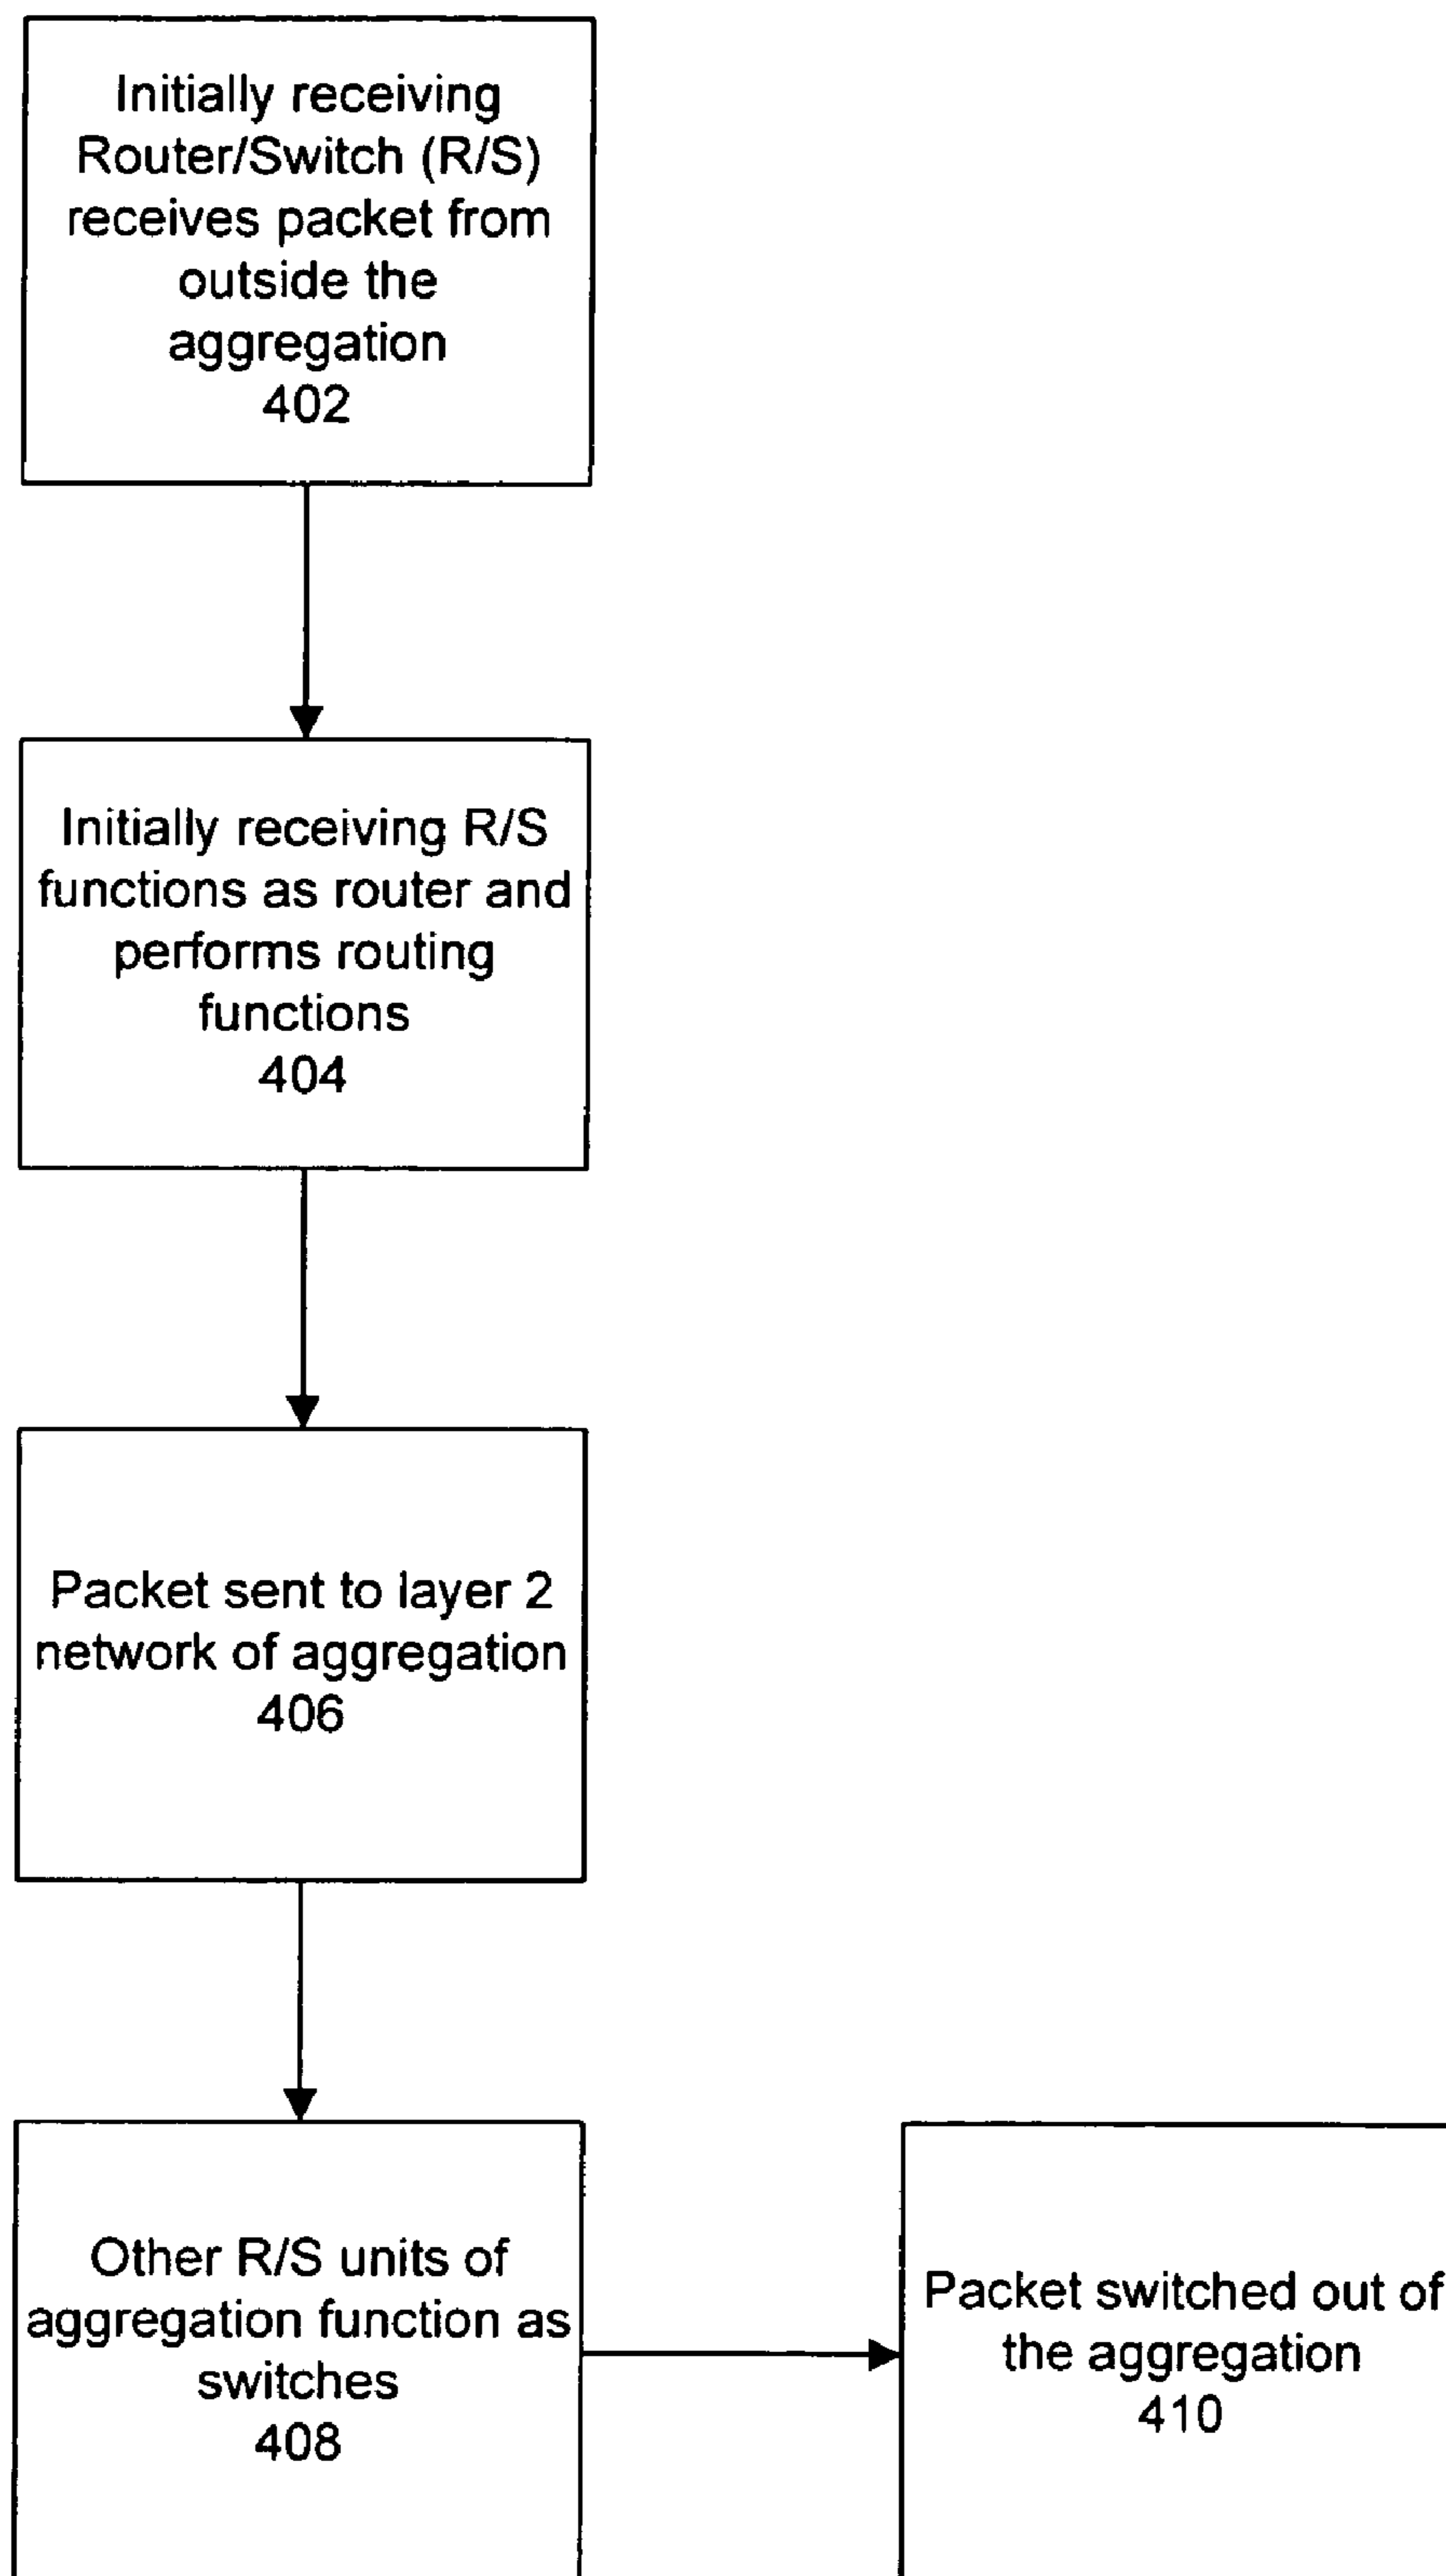 Initially receiving
Router/Switch (R/S)
receives packet from
outside the
aggregation
402
Initially receiving R/S
functions as router and
performs routing
functions
404
Packet sent to layer 2
network of aggregation
406
Other R/S units of
aggregation function as
switches
408
Packet switched out of
the aggregation
410